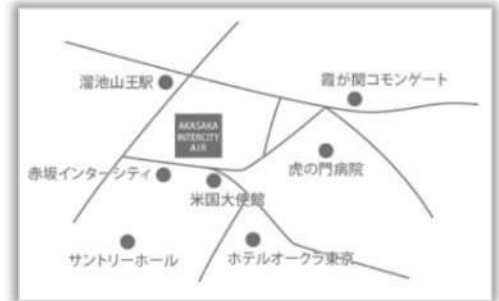 溜池山王駅
霞が関コモンゲート
AKASAKA
INTERCITY
AIR
虎の門病院
赤坂インターシティ
米国大使館
サントリーホール
ホテルオークラ東京